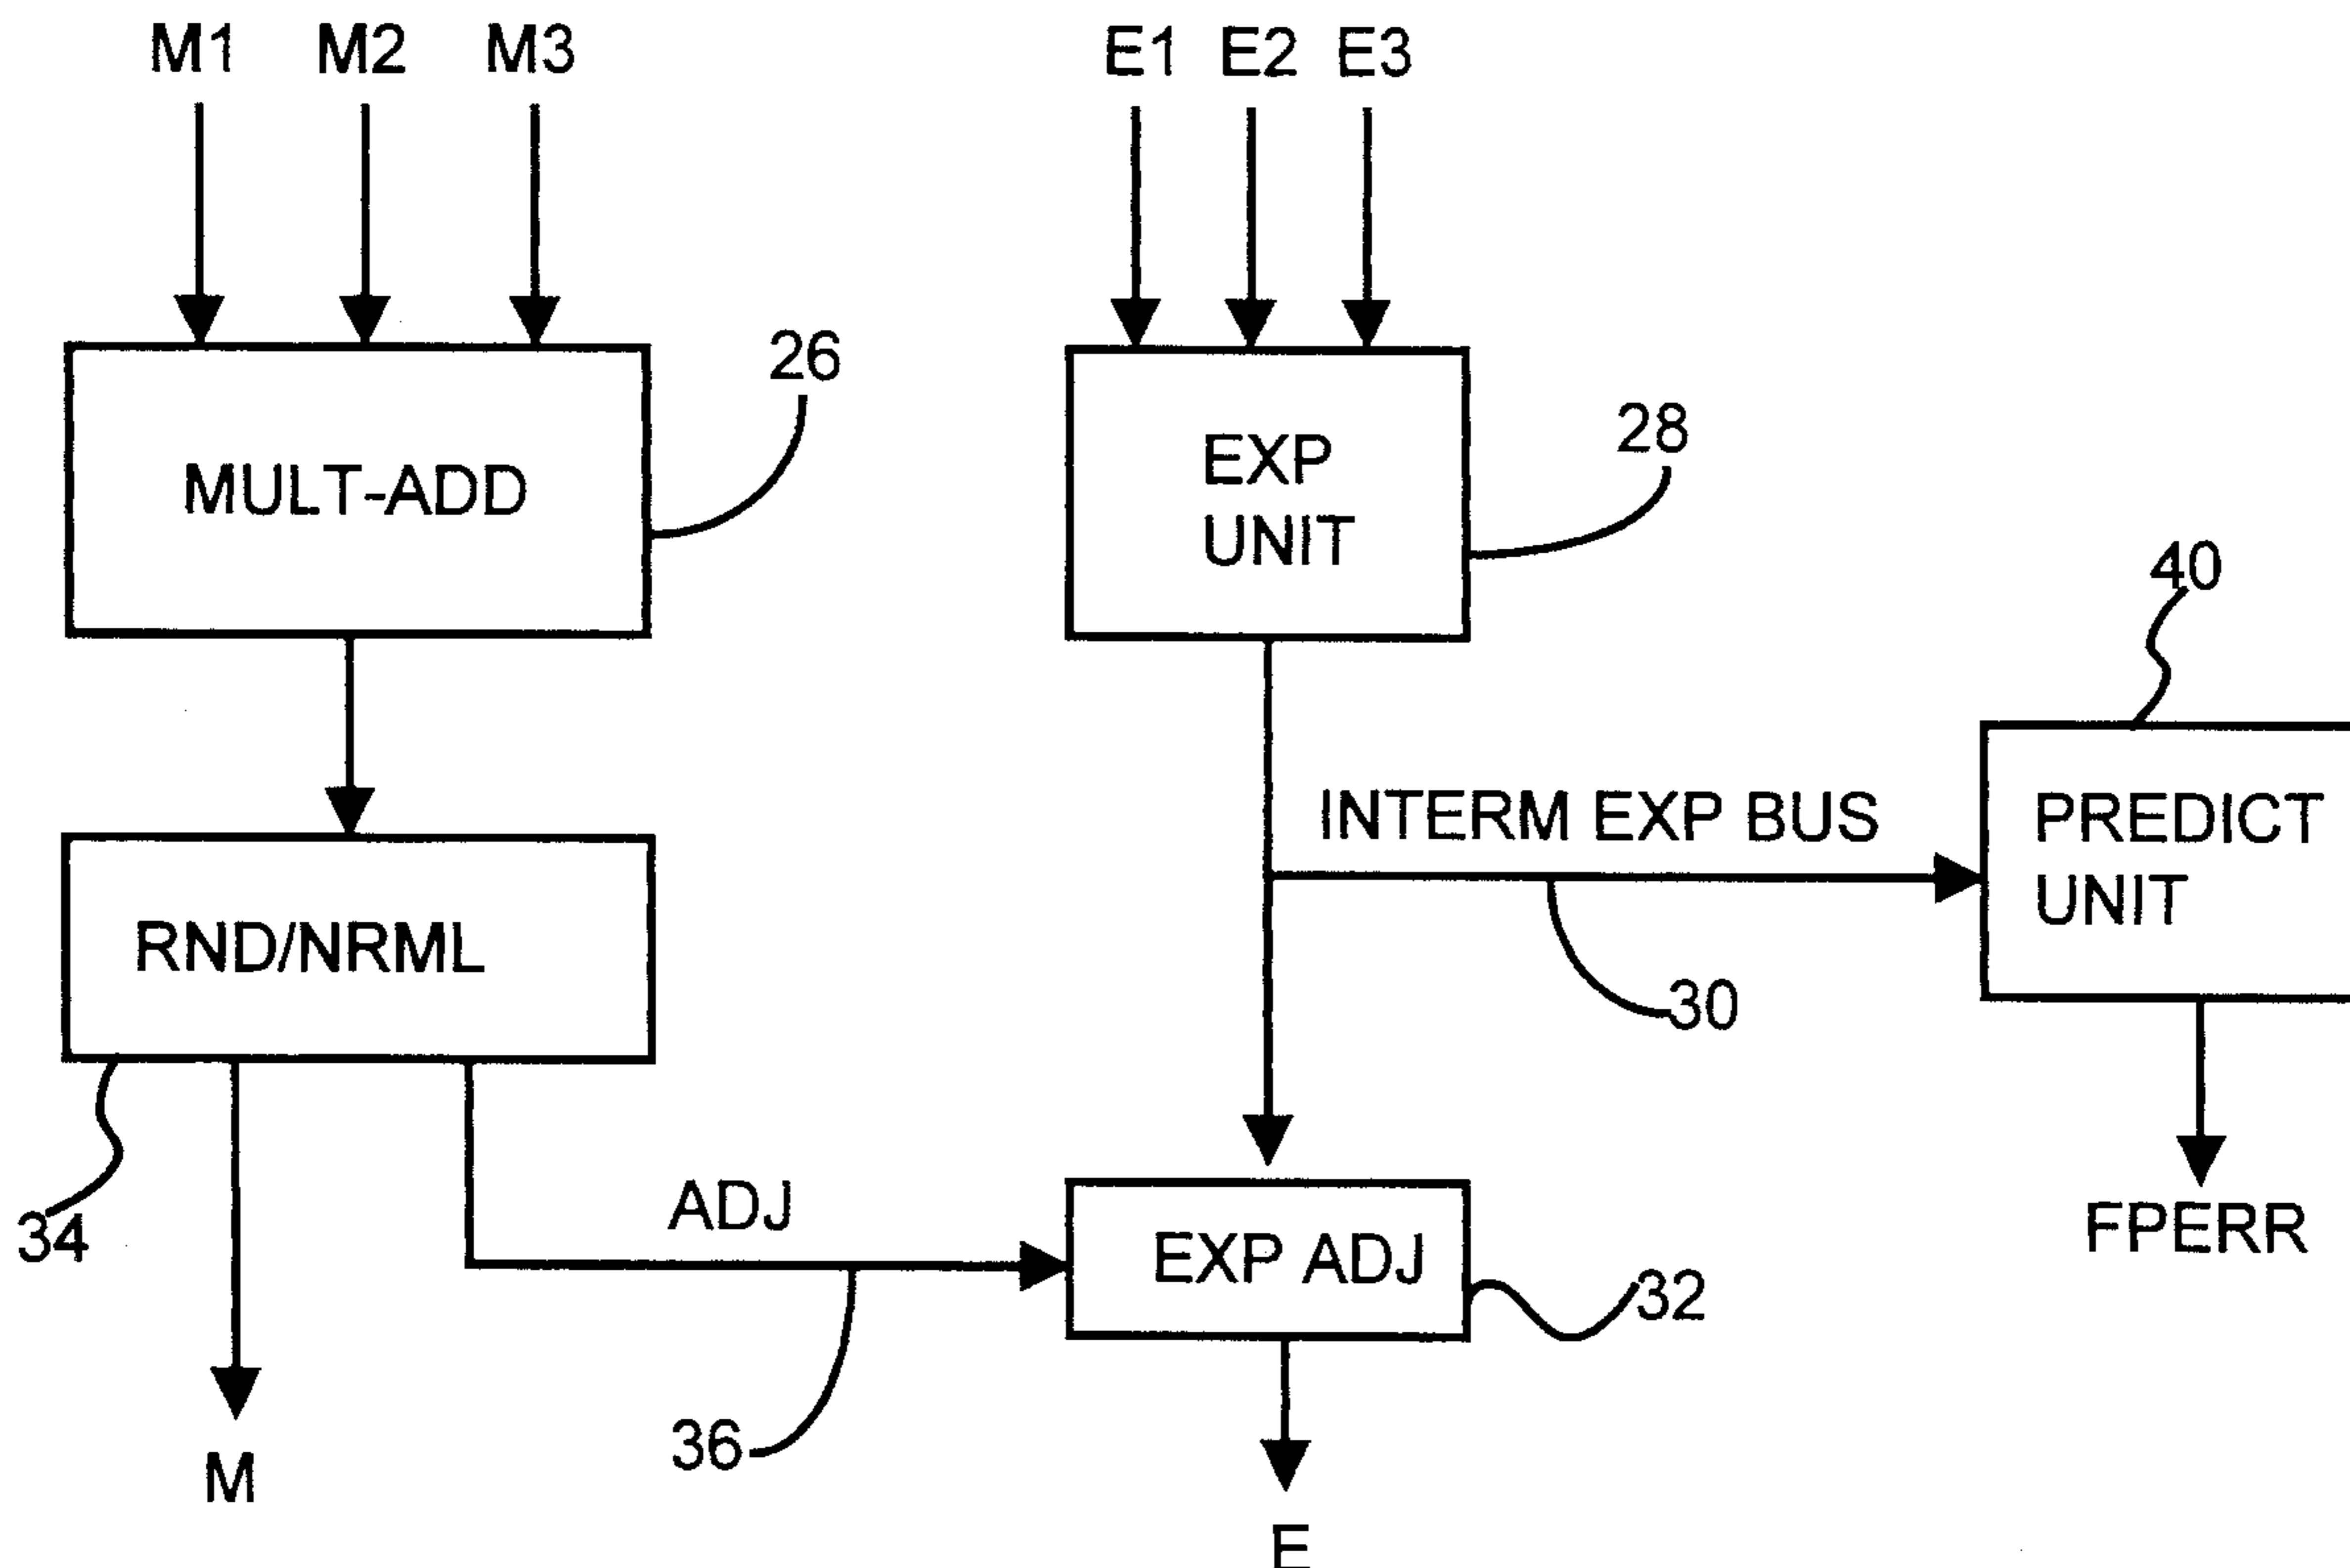 M1 M2 M3
E1 E2 E3
26
MULT-ADD
28
EXP
UNIT
40
INTERM EXP BUS
PREDICT
UNIT
RND/NRML
30
34
ADJ
EXP ADJ
FPERR
32
36
M
E